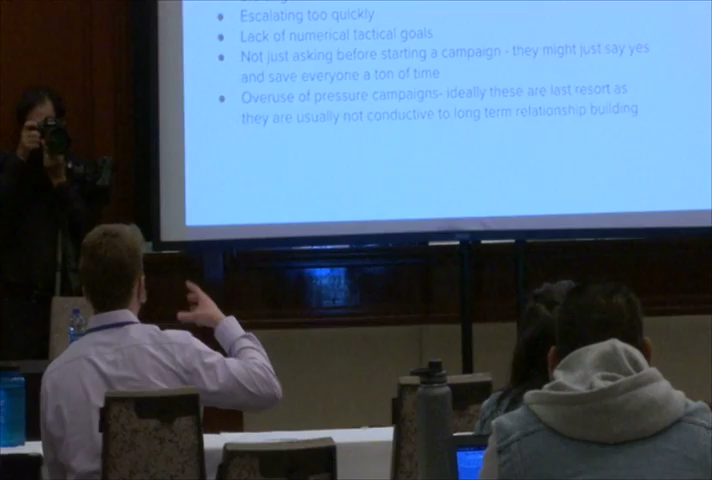 Escalating too quickly
Lack of numerical tactical goals
Not just asking before starting a campaign - they might just say yes
and save everyone a ton of time
Overuse of pressure campaigns- ideally these are last resort as
they are usually not conductive to long term relationship building